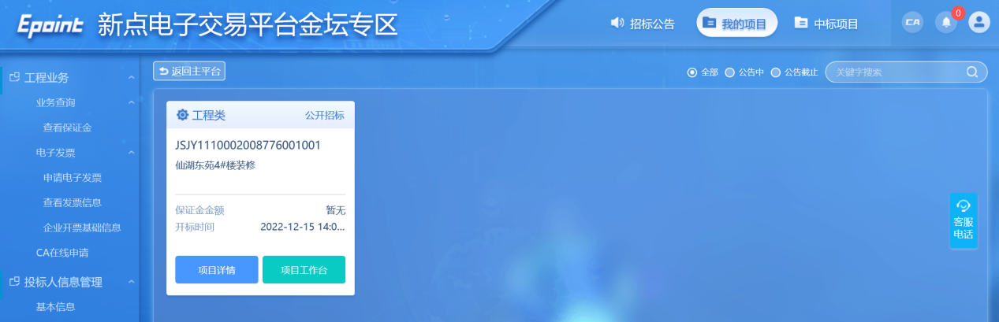 Epoint 新点电子交易平台金坛专区
招标公告 我的项目 中标项目 CA 0
工程业务
业务查询
查看保证金
电子发票
申请电子发票
查看发票信息
企业开票基础信息
CA在线申请
投标人信息管理
基本信息
返回主平台
全部 公告中 公告截止 关键字搜索
工程类 公开招标
JSJY1110002008776001001
仙湖东苑4#楼装修
保证金金额 暂无
开标时间 2022-12-15 14:0...
项目详情 项目工作台
客服
电话